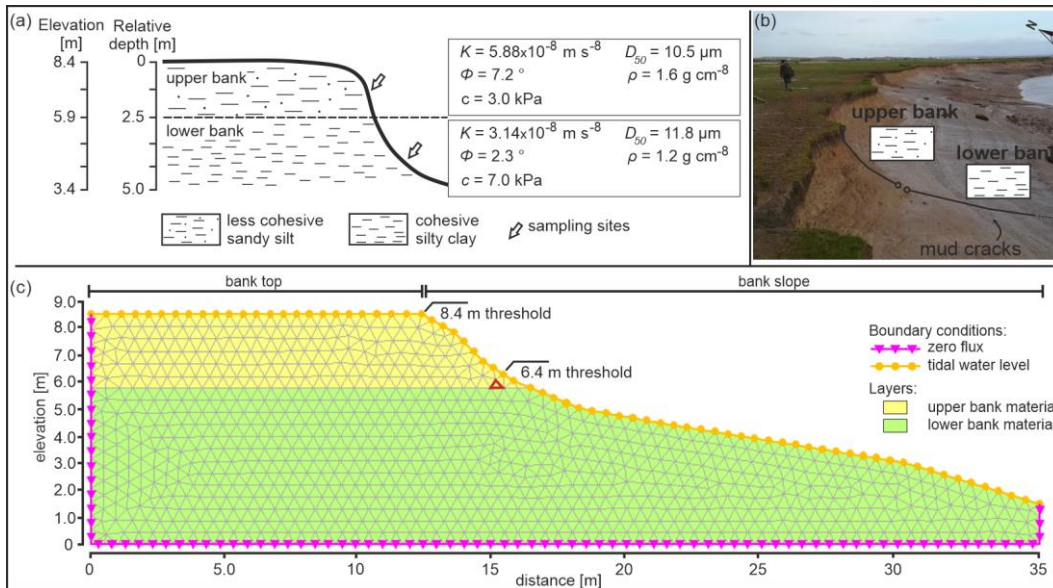 (a)
Elevation
[m]
8.4
5.9
3.4
Relative
depth [m]
0
2.5
5.0
upper bank
lower bank
K = 5.88x10⁻⁸ m s⁻⁸ D₅₀ = 10.5 µm
Φ = 7.2 ° ρ = 1.6 g cm⁻⁸
c = 3.0 kPa
K = 3.14x10⁻⁸ m s⁻⁸ D₅₀ = 11.8 µm
Φ = 2.3 ° ρ = 1.2 g cm⁻⁸
c = 7.0 kPa
less cohesive
sandy silt
cohesive
silty clay
sampling sites
(b)
N
upper bank
lower bank
mud cracks
(c)
bank top
bank slope
8.4 m threshold
6.4 m threshold
Boundary conditions:
zero flux
tidal water level
Layers:
upper bank materia
lower bank materia
elevation [m]
9.0
8.0
7.0
6.0
5.0
4.0
3.0
2.0
1.0
0
0 5.0 10 15 20 25 30 35
distance [m]